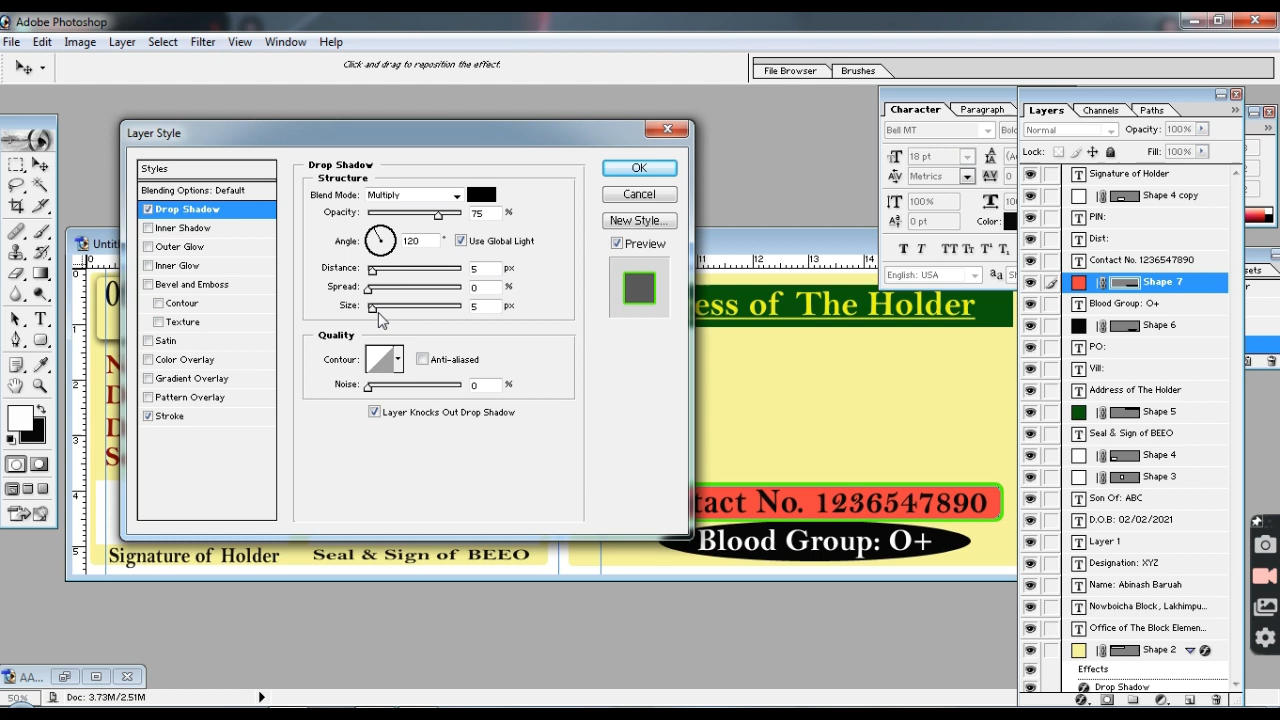 Adobe Photoshop
File Edit Image Layer Select Filter View Window Help
Click and drag to reposition the effect.
File Browser Brushes
Layer Style
Styles
Blending Options: Default
Drop Shadow
Inner Shadow
Outer Glow
Inner Glow
Bevel and Emboss
Contour
Texture
Satin
Color Overlay
Gradient Overlay
Pattern Overlay
Stroke
Drop Shadow
Structure
Blend Mode: Multiply
Opacity: 75 %
Angle: 120 ° Use Global Light
Distance: 5 px
Spread: 0 %
Size: 5 px
Quality
Contour: Anti-aliased
Noise: 0 %
Layer Knocks Out Drop Shadow
OK
Cancel
New Style...
Preview
Character Paragraph
Bell MT
18 pt
Metrics
100%
0 pt Color:
T T TT Tт T¹ T₁
English: USA aa
Layers Channels Paths
Normal Opacity: 100%
Lock: Fill: 100%
Signature of Holder
Shape 4 copy
PIN:
Dist:
Contact No. 1236547890
Shape 7
Blood Group: O+
Shape 6
PO:
Vill:
Address of The Holder
Shape 5
Seal & Sign of BEEO
Shape 4
Shape 3
Son Of: ABC
D.O.B: 02/02/2021
Layer 1
Designation: XYZ
Name: Abinash Baruah
Nowboicha Block, Lakhimpu...
Office of The Block Elemen...
Shape 2
Effects
Drop Shadow
ess of The Holder
tact No. 1236547890
Blood Group: O+
Signature of Holder Seal & Sign of BEEO
AA...
50% Doc: 3.73M/2.51M